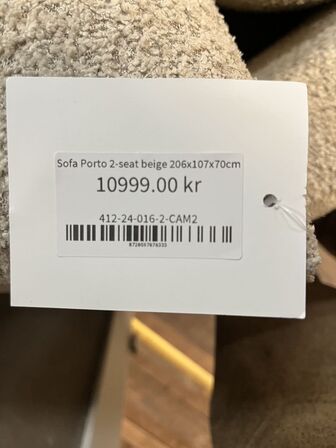 Sofa Porto 2-seat beige 206x107x70cm
10999.00 kr
412-24-016-2-CAM2